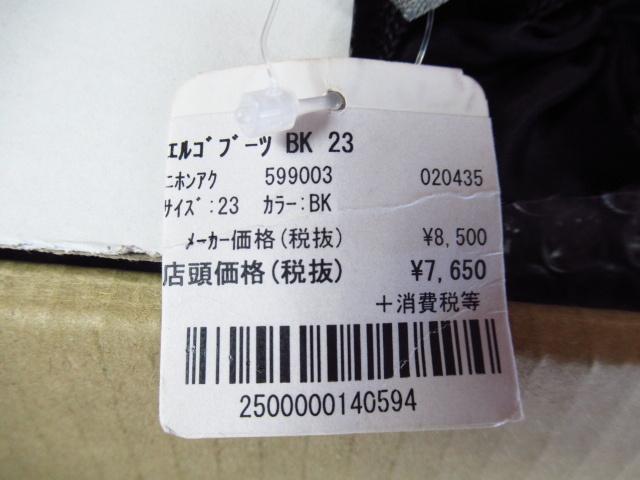 ｴﾙｺﾞﾌﾞｰﾂ BK 23
ﾆﾎﾝｱｸ 599003 020435
ｻｲｽﾞ:23 ｶﾗｰ:BK
ﾒｰｶｰ価格(税抜) ¥8,500
店頭価格(税抜) ¥7,650
＋消費税等
2500000140594